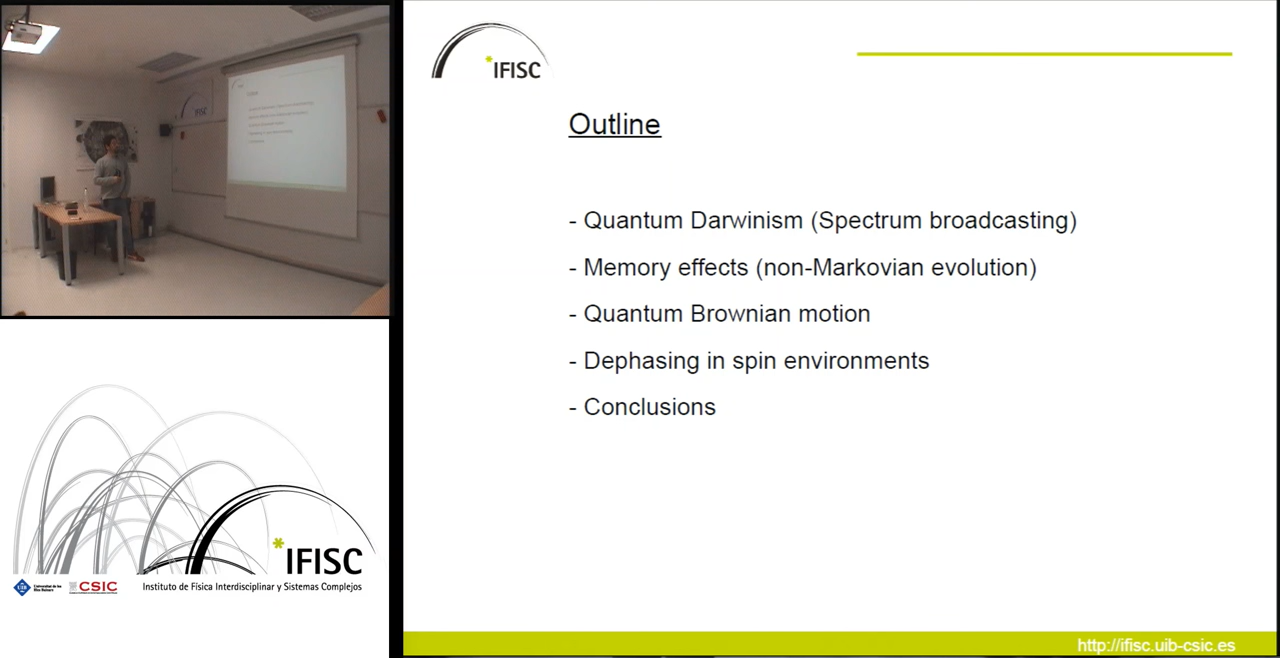 *IFISC
Outline
- Quantum Darwinism (Spectrum broadcasting)
- Memory effects (non-Markovian evolution)
- Quantum Brownian motion
- Dephasing in spin environments
- Conclusions
http://ifisc.uib-csic.es
*IFISC
CSIC
Instituto de Física Interdisciplinar y Sistemas Complejos